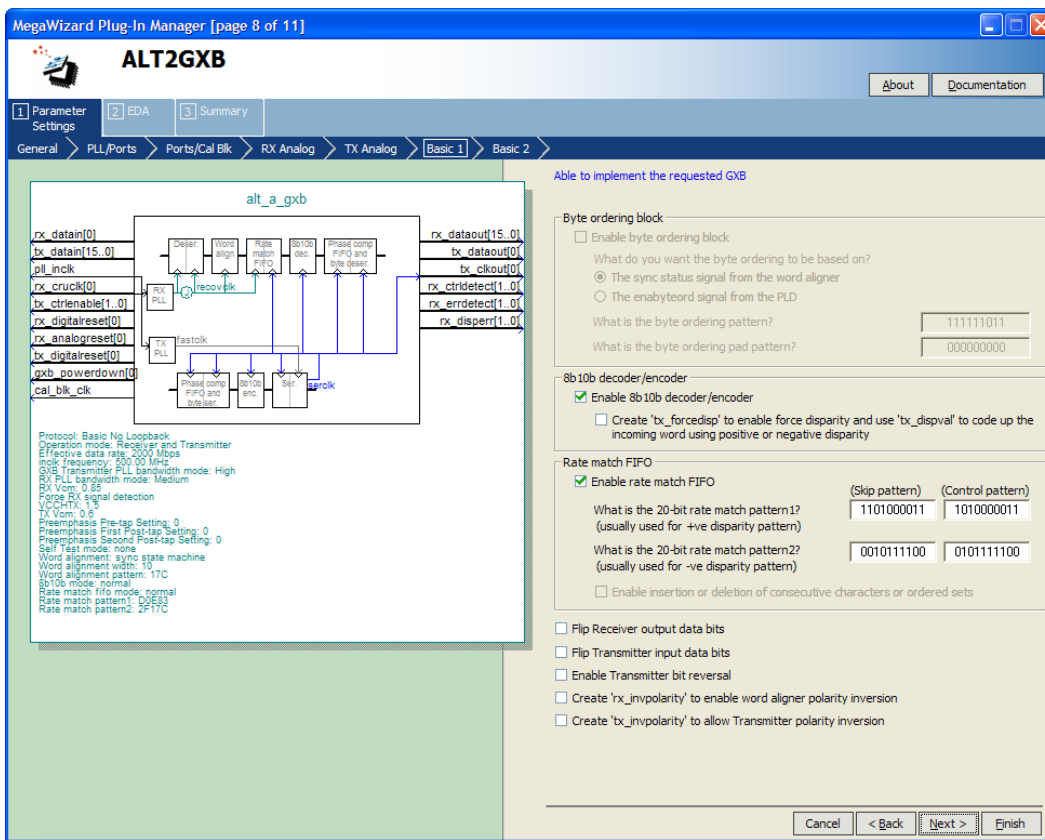 MegaWizard Plug-In Manager [page 8 of 11]
ALT2GXB
About
Documentation
1 Parameter Settings
2 EDA
3 Summary
General
PLL/Ports
Ports/Cal Blk
RX Analog
TX Analog
Basic 1
Basic 2
alt_a_gxb
rx_datain[0]
tx_datain[15..0]
pll_inclk
rx_cruclk[0]
tx_ctrlenable[1..0]
rx_digitalreset[0]
rx_analogreset[0]
tx_digitalreset[0]
gxb_powerdown[0]
cal_blk_clk
rx_dataout[15..0]
tx_dataout[0]
tx_clkout[0]
rx_ctrldetect[1..0]
rx_errdetect[1..0]
rx_disperr[1..0]
Deser.
Word align
Rate match FIFO
8b10b dec.
Phase comp FIFO and byte deser.
RX PLL
recovclk
TX PLL
fastclk
Phase comp FIFO and byte ser.
8b10b enc.
Ser.
serclk
Protocol: Basic No Loopback
Operation mode: Receiver and Transmitter
Effective data rate: 2000 Mbps
inclk frequency: 500.00 MHz
GXB Transmitter PLL bandwidth mode: High
RX PLL bandwidth mode: Medium
RX Vcm: 0.85
Force RX signal detection
VCCHTX: 1.5
TX Vcm: 0.6
Preemphasis Pre-tap Setting: 0
Preemphasis First Post-tap Setting: 0
Preemphasis Second Post-tap Setting: 0
Self Test mode: none
Word alignment: sync state machine
Word alignment width: 10
Word alignment pattern: 17C
8b10b mode: normal
Rate match fifo mode: normal
Rate match pattern1: D0E83
Rate match pattern2: 2F17C
Able to implement the requested GXB
Byte ordering block
Enable byte ordering block
What do you want the byte ordering to be based on?
The sync status signal from the word aligner
The enabyteord signal from the PLD
What is the byte ordering pattern?
111111011
What is the byte ordering pad pattern?
000000000
8b10b decoder/encoder
Enable 8b10b decoder/encoder
Create 'tx_forcedisp' to enable force disparity and use 'tx_dispval' to code up the
incoming word using positive or negative disparity
Rate match FIFO
Enable rate match FIFO
(Skip pattern) (Control pattern)
What is the 20-bit rate match pattern1? 1101000011 1010000011
(usually used for +ve disparity pattern)
What is the 20-bit rate match pattern2? 0010111100 0101111100
(usually used for -ve disparity pattern)
Enable insertion or deletion of consecutive characters or ordered sets
Flip Receiver output data bits
Flip Transmitter input data bits
Enable Transmitter bit reversal
Create 'rx_invpolarity' to enable word aligner polarity inversion
Create 'tx_invpolarity' to allow Transmitter polarity inversion
Cancel
< Back
Next >
Finish